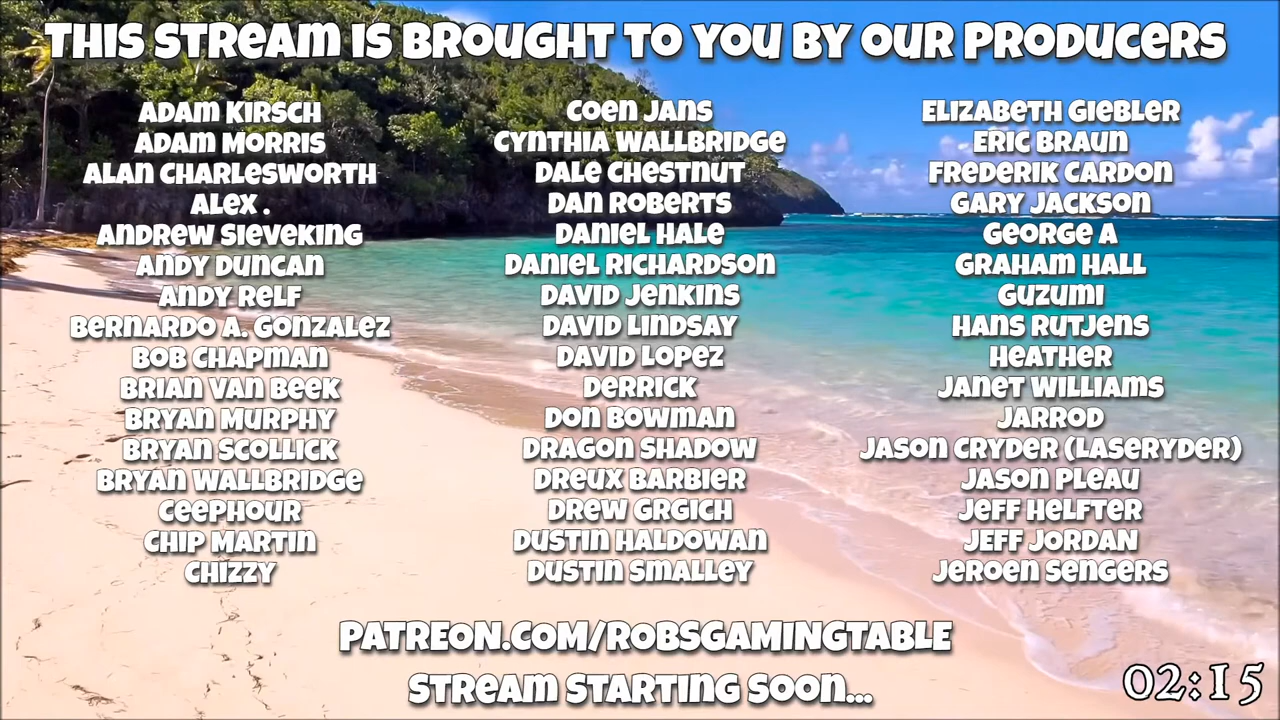 THIS STREAM IS BROUGHT TO YOU BY OUR PRODUCERS
ADAM KIRSCH
ADAM MORRIS
ALAN CHARLESWORTH
ALEX .
ANDREW SIEVEKING
ANDY DUNCAN
ANDY RELF
BERNARDO A. GONZALEZ
BOB CHAPMAN
BRIAN VAN BEEK
BRYAN MURPHY
BRYAN SCOLLICK
BRYAN WALLBRIDGE
CEEPHOUR
CHIP MARTIN
CHIZZY
COEN JANS
CYNTHIA WALLBRIDGE
DALE CHESTNUT
DAN ROBERTS
DANIEL HALE
DANIEL RICHARDSON
DAVID JENKINS
DAVID LINDSAY
DAVID LOPEZ
DERRICK
DON BOWMAN
DRAGON SHADOW
DREUX BARBIER
DREW GRGICH
DUSTIN HALDOWAN
DUSTIN SMALLEY
ELIZABETH GIEBLER
ERIC BRAUN
FREDERIK CARDON
GARY JACKSON
GEORGE A
GRAHAM HALL
GUZUMI
HANS RUTJENS
HEATHER
JANET WILLIAMS
JARROD
JASON CRYDER (LASERYDER)
JASON PLEAU
JEFF HELFTER
JEFF JORDAN
JEROEN SENGERS
PATREON.COM/ROBSGAMINGTABLE
STREAM STARTING SOON...
02:15